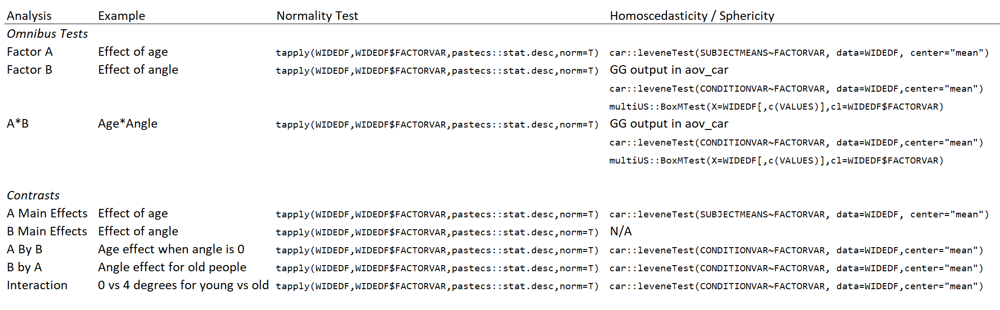 Analysis Example Normality Test Homoscedasticity / Sphericity
Omnibus Tests
Factor A Effect of age tapply(WIDEDF,WIDEDF$FACTORVAR,pastecs::stat.desc,norm=T) car::leveneTest(SUBJECTMEANS~FACTORVAR, data=WIDEDF, center="mean")
Factor B Effect of angle tapply(WIDEDF,WIDEDF$FACTORVAR,pastecs::stat.desc,norm=T) GG output in aov_car
car::leveneTest(CONDITIONVAR~FACTORVAR, data=WIDEDF,center="mean")
multiUS::BoxMTest(X=WIDEDF[,c(VALUES)],cl=WIDEDF$FACTORVAR)
A*B Age*Angle tapply(WIDEDF,WIDEDF$FACTORVAR,pastecs::stat.desc,norm=T) GG output in aov_car
car::leveneTest(CONDITIONVAR~FACTORVAR, data=WIDEDF,center="mean")
multiUS::BoxMTest(X=WIDEDF[,c(VALUES)],cl=WIDEDF$FACTORVAR)
Contrasts
A Main Effects Effect of age tapply(WIDEDF,WIDEDF$FACTORVAR,pastecs::stat.desc,norm=T) car::leveneTest(SUBJECTMEANS~FACTORVAR, data=WIDEDF, center="mean")
B Main Effects Effect of angle tapply(WIDEDF,WIDEDF$FACTORVAR,pastecs::stat.desc,norm=T) N/A
A By B Age effect when angle is 0 tapply(WIDEDF,WIDEDF$FACTORVAR,pastecs::stat.desc,norm=T) car::leveneTest(CONDITIONVAR~FACTORVAR, data=WIDEDF,center="mean")
B by A Angle effect for old people tapply(WIDEDF,WIDEDF$FACTORVAR,pastecs::stat.desc,norm=T) car::leveneTest(CONDITIONVAR~FACTORVAR, data=WIDEDF,center="mean")
Interaction 0 vs 4 degrees for young vs old tapply(WIDEDF,WIDEDF$FACTORVAR,pastecs::stat.desc,norm=T) car::leveneTest(CONDITIONVAR~FACTORVAR, data=WIDEDF,center="mean")